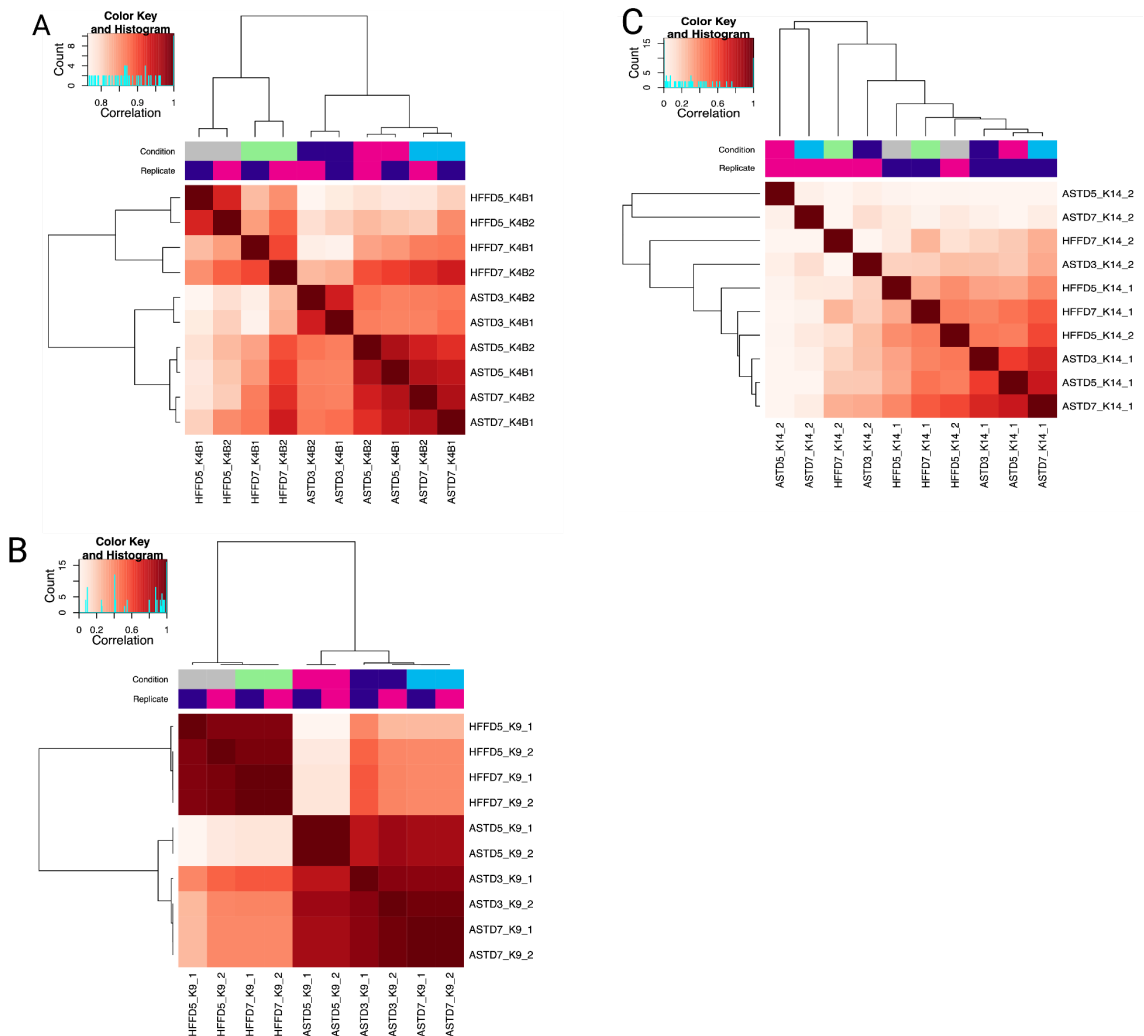 A
Color Key
and Histogram
Count
0 4 8
0.8 0.9 1
Correlation
Condition
Replicate
HFFD5_K4B1
HFFD5_K4B2
HFFD7_K4B1
HFFD7_K4B2
ASTD3_K4B2
ASTD3_K4B1
ASTD5_K4B2
ASTD5_K4B1
ASTD7_K4B2
ASTD7_K4B1
HFFD5_K4B1
HFFD5_K4B2
HFFD7_K4B1
HFFD7_K4B2
ASTD3_K4B2
ASTD3_K4B1
ASTD5_K4B2
ASTD5_K4B1
ASTD7_K4B2
ASTD7_K4B1
C
Color Key
and Histogram
Count
0 5 15
0 0.2 0.6 1
Correlation
Condition
Replicate
ASTD5_K14_2
ASTD7_K14_2
HFFD7_K14_2
ASTD3_K14_2
HFFD5_K14_1
HFFD7_K14_1
HFFD5_K14_2
ASTD3_K14_1
ASTD5_K14_1
ASTD7_K14_1
ASTD5_K14_2
ASTD7_K14_2
HFFD7_K14_2
ASTD3_K14_2
HFFD5_K14_1
HFFD7_K14_1
HFFD5_K14_2
ASTD3_K14_1
ASTD5_K14_1
ASTD7_K14_1
B
Color Key
and Histogram
Count
0 5 15
0 0.2 0.6 1
Correlation
Condition
Replicate
HFFD5_K9_1
HFFD5_K9_2
HFFD7_K9_1
HFFD7_K9_2
ASTD5_K9_1
ASTD5_K9_2
ASTD3_K9_1
ASTD3_K9_2
ASTD7_K9_1
ASTD7_K9_2
HFFD5_K9_1
HFFD5_K9_2
HFFD7_K9_1
HFFD7_K9_2
ASTD5_K9_1
ASTD5_K9_2
ASTD3_K9_1
ASTD3_K9_2
ASTD7_K9_1
ASTD7_K9_2